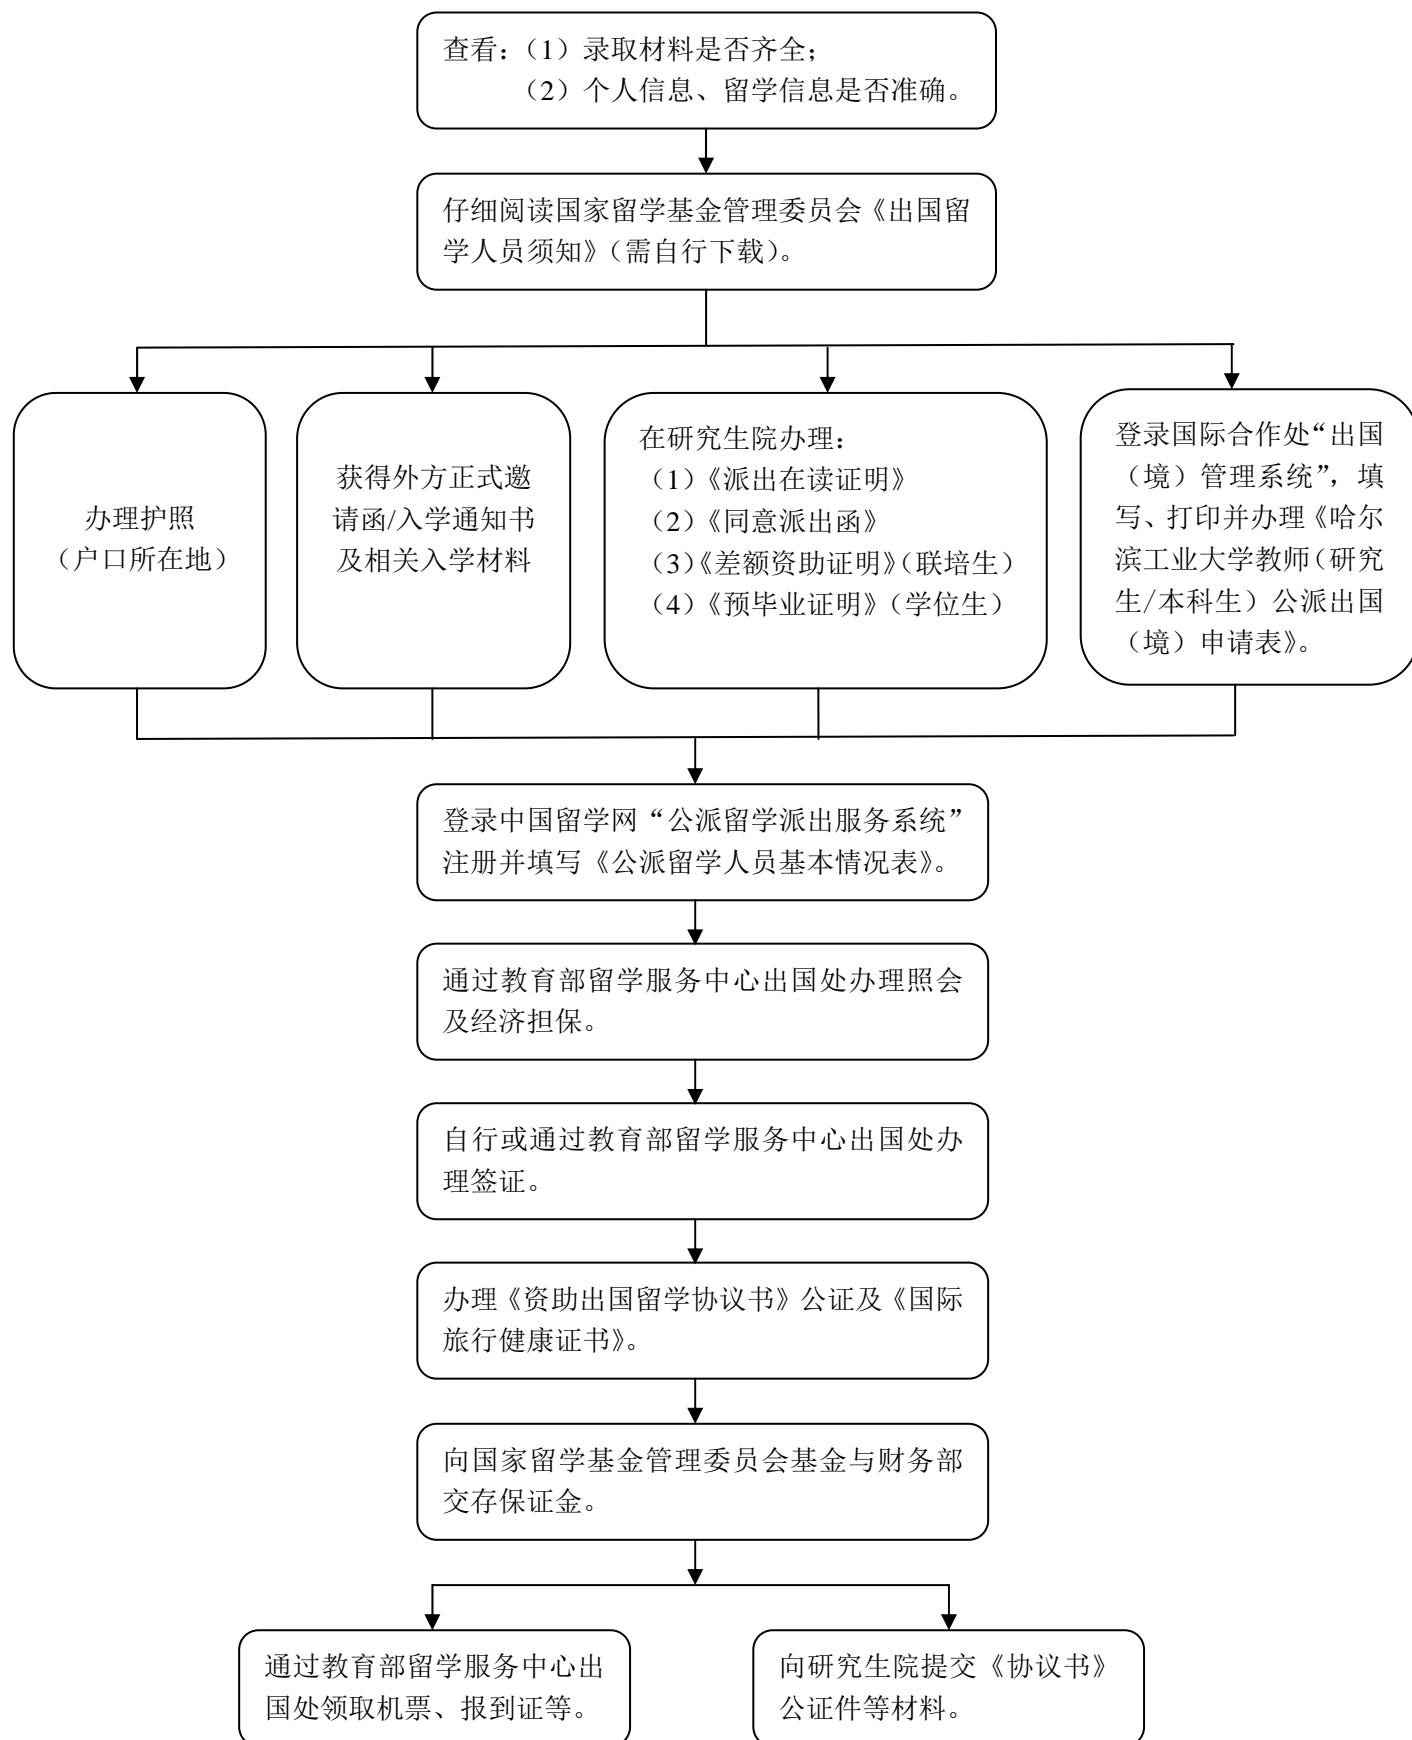 查看：（1）录取材料是否齐全；
（2）个人信息、留学信息是否准确。
仔细阅读国家留学基金管理委员会《出国留
学人员须知》（需自行下载）。
办理护照
（户口所在地）
获得外方正式邀
请函/入学通知书
及相关入学材料
在研究生院办理：
（1）《派出在读证明》
（2）《同意派出函》
（3）《差额资助证明》（联培生）
（4）《预毕业证明》（学位生）
登录国际合作处“出国
（境）管理系统”，填
写、打印并办理《哈尔
滨工业大学教师（研究
生/本科生）公派出国
（境）申请表》。
登录中国留学网“公派留学派出服务系统”
注册并填写《公派留学人员基本情况表》。
通过教育部留学服务中心出国处办理照会
及经济担保。
自行或通过教育部留学服务中心出国处办
理签证。
办理《资助出国留学协议书》公证及《国际
旅行健康证书》。
向国家留学基金管理委员会基金与财务部
交存保证金。
通过教育部留学服务中心出
国处领取机票、报到证等。
向研究生院提交《协议书》
公证件等材料。